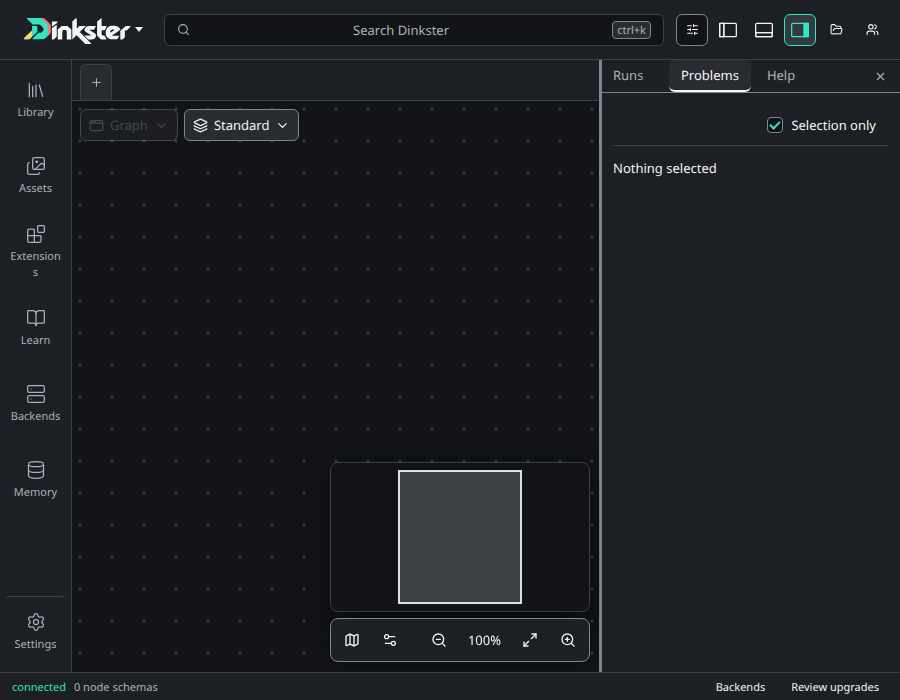 Dinkster
Search Dinkster
ctrl+k
Library
Assets
Extension
s
Learn
Backends
Memory
Settings
+
Graph
Standard
100%
Runs
Problems
Help
Selection only
Nothing selected
connected
0 node schemas
Backends
Review upgrades